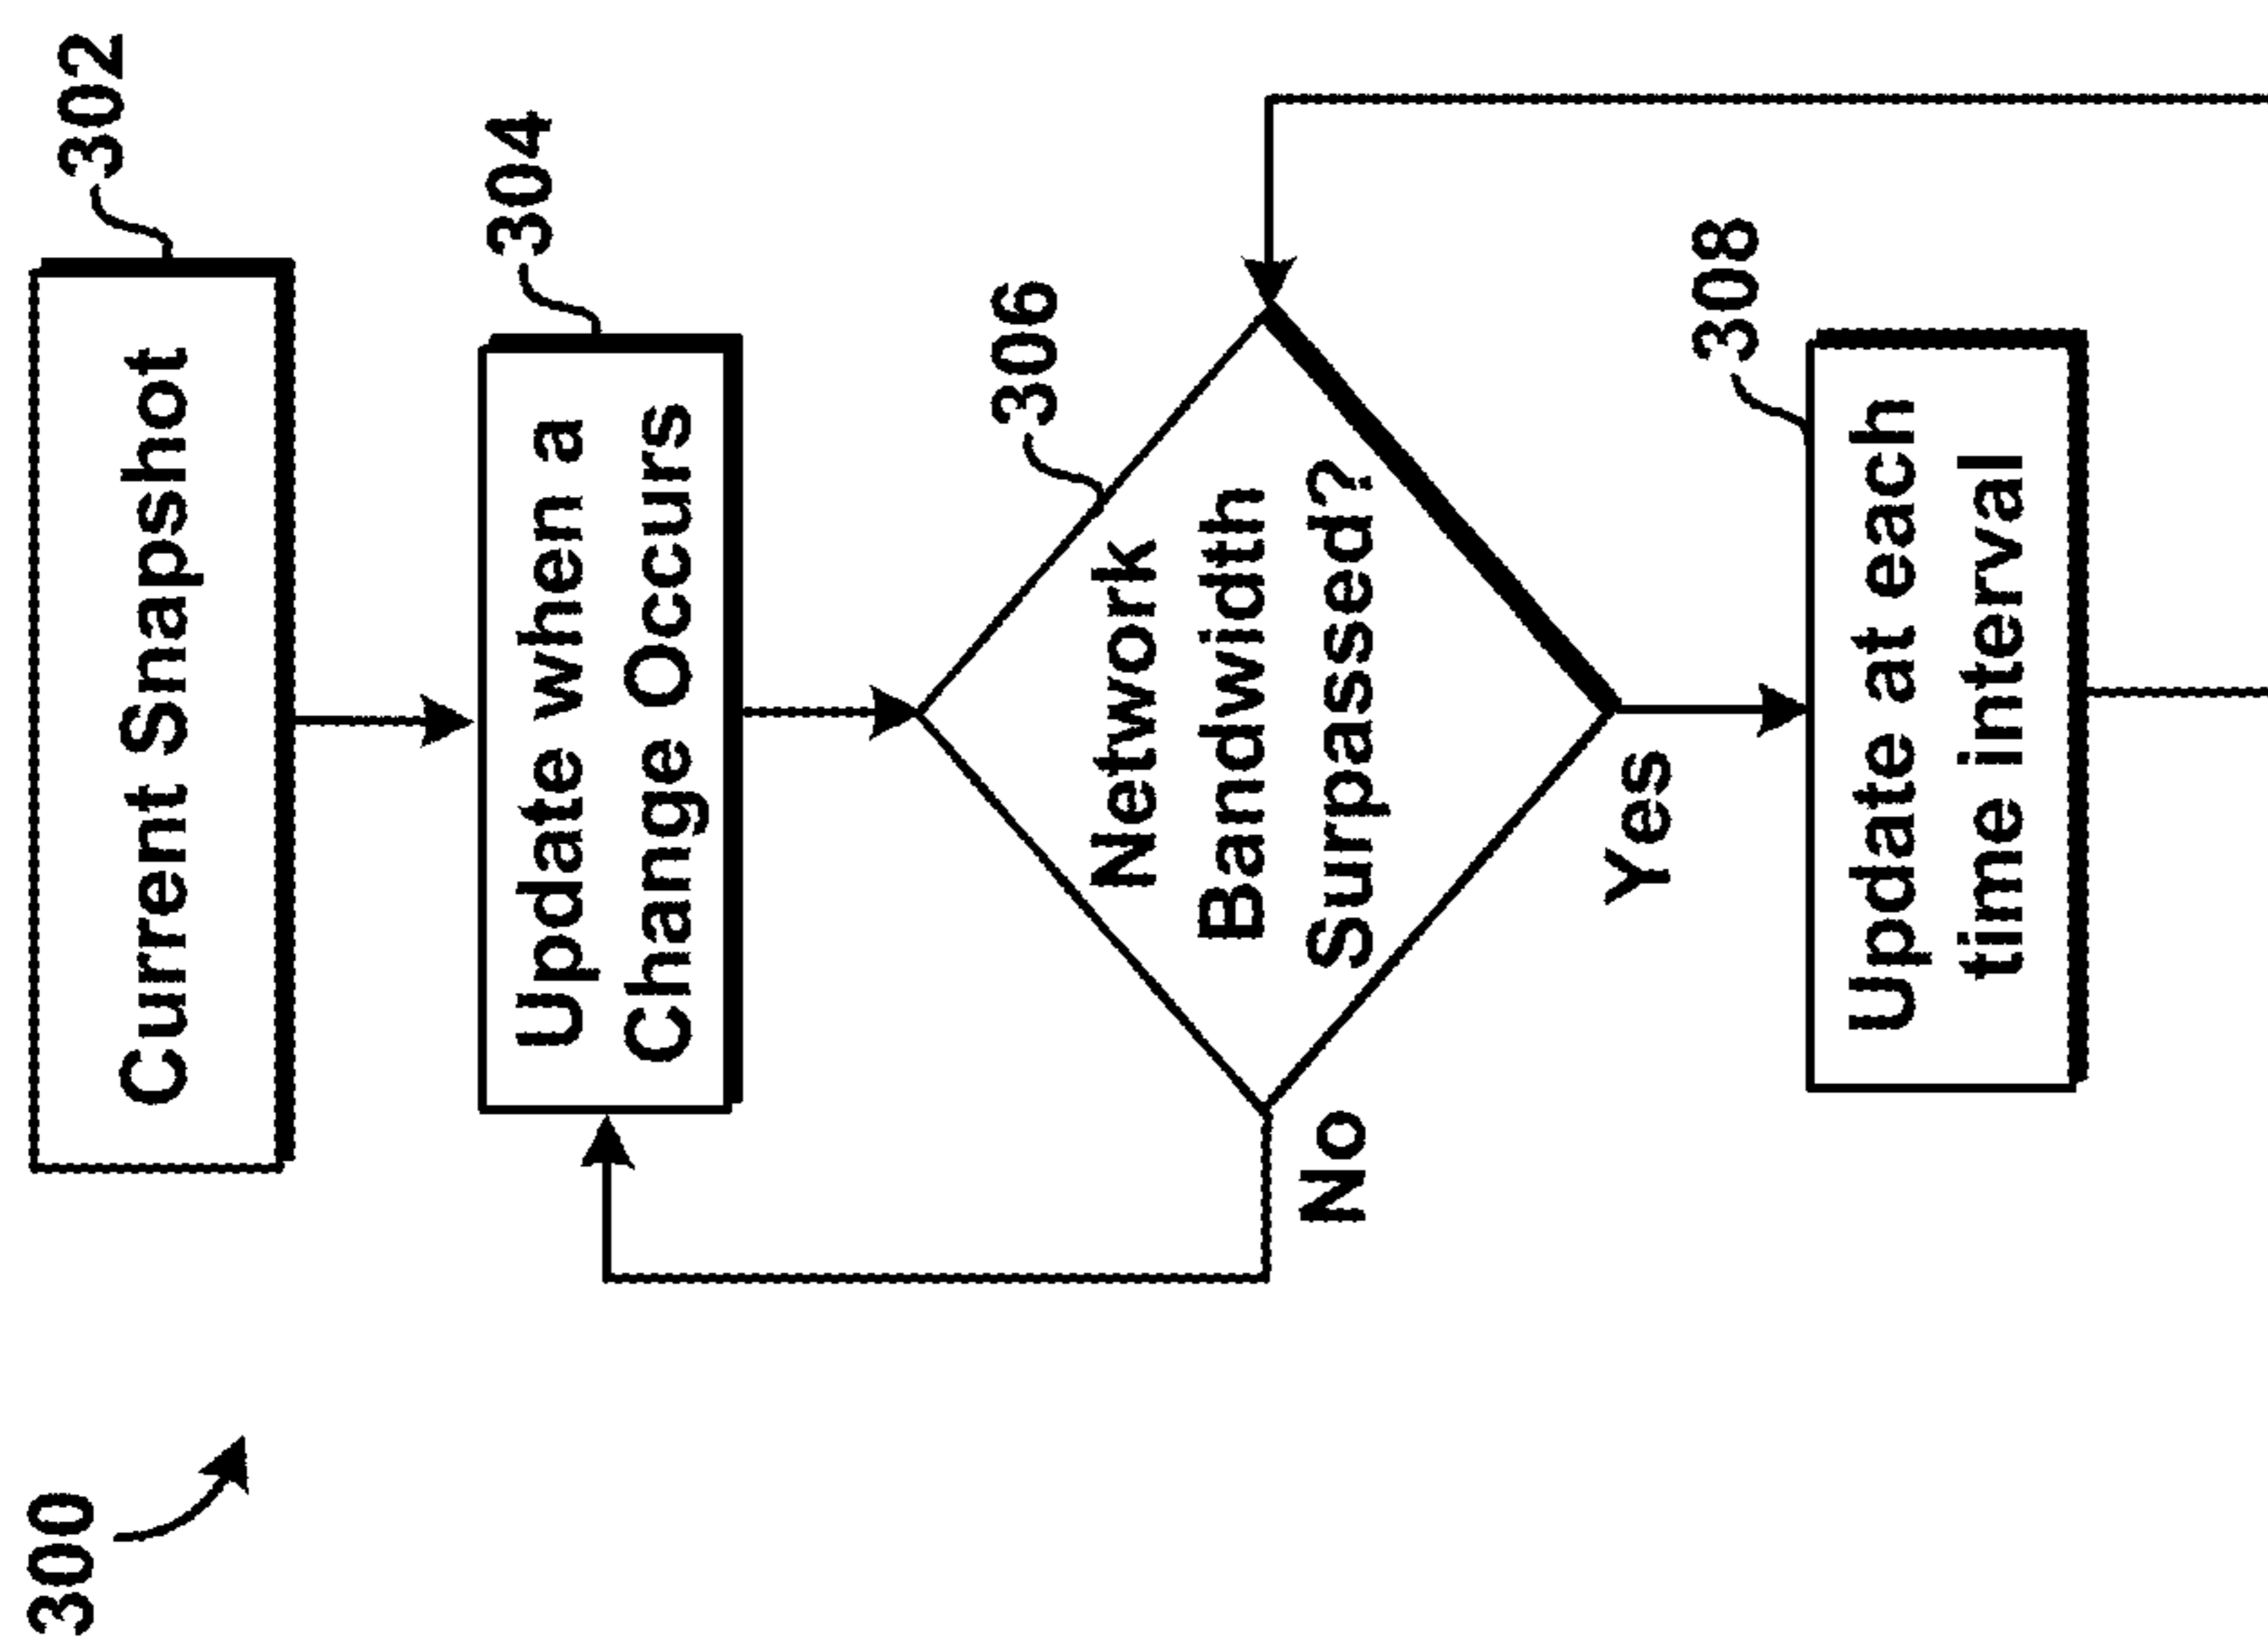 300
302
Current Snapshot
304
Update when a
Change Occurs
306
Network
Bandwidth
Surpassed?
No
Yes
308
Update at each
time interval